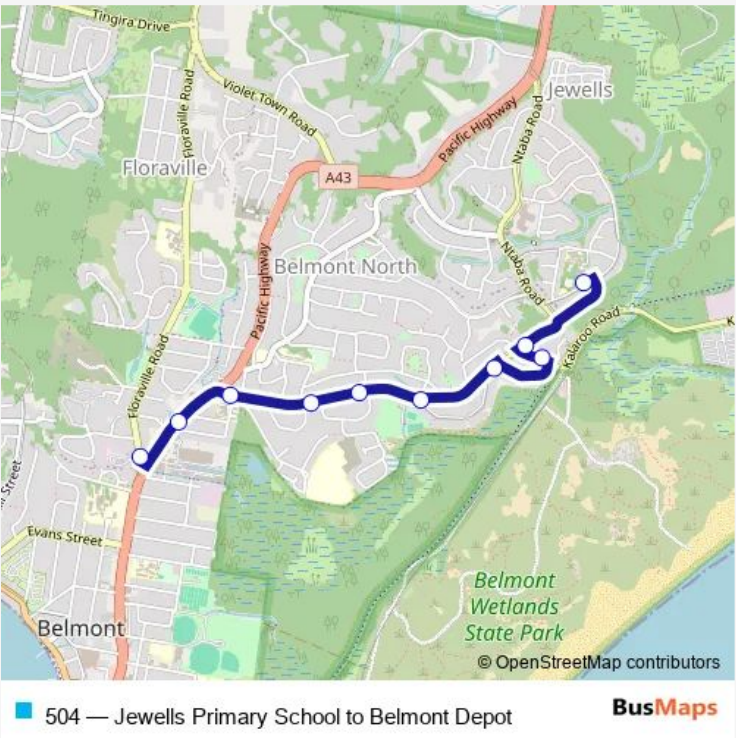 Tingira Drive
Floraville Road
Violet Town Road
Pacific Highway
Jewells
Ntaba Road
Floraville
A43
Belmont North
Pacific Highway
Ntaba Road
Kalaroo Road
K
Floraville Road
Street
Evans Street
Belmont
Belmont
Wetlands
State Park
© OpenStreetMap contributors
504 — Jewells Primary School to Belmont Depot
BusMaps